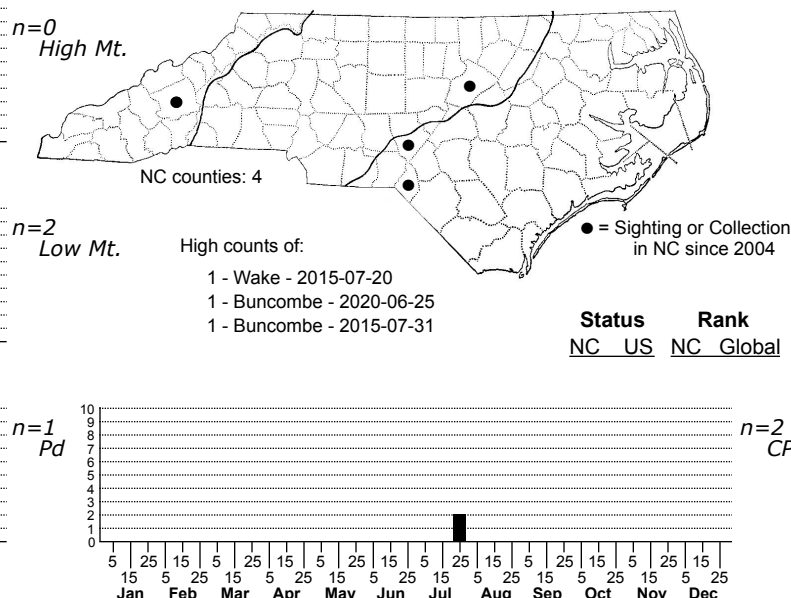 n=0
High Mt.
NC counties: 4
n=2
Low Mt.
High counts of:
1 - Wake - 2015-07-20
1 - Buncombe - 2020-06-25
1 - Buncombe - 2015-07-31
● = Sighting or Collection
in NC since 2004
Status Rank
NC US NC Global
n=1
Pd
n=2
CP
10
9
8
7
6
5
4
3
2
1
0
5 25 15 5 25 15 5 25 15 5 25 15 5 25 15 5 25 15
15 5 25 15 5 25 15 5 25 15 5 25 15 5 25 15 5 25
Jan Feb Mar Apr May Jun Jul Aug Sep Oct Nov Dec